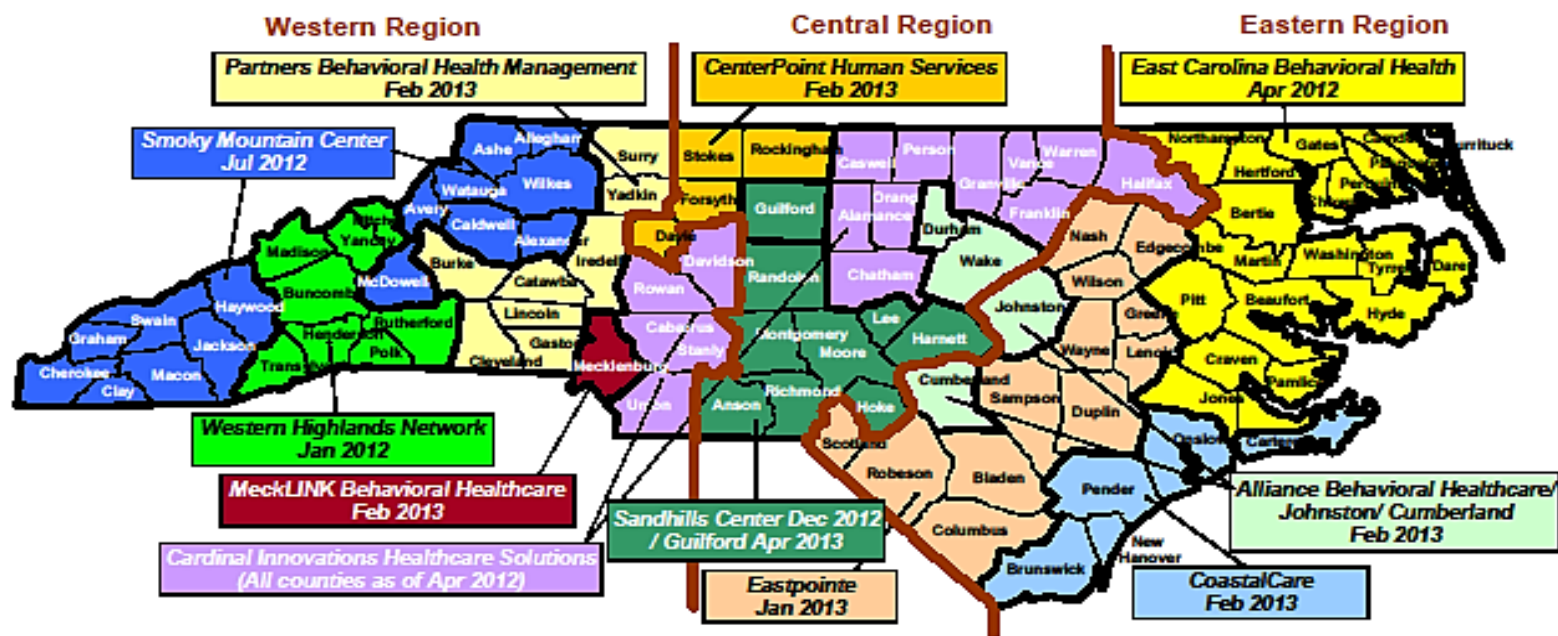 Western Region
Central Region
Eastern Region
Partners Behavioral Health Management
Feb 2013
CenterPoint Human Services
Feb 2013
East Carolina Behavioral Health
Apr 2012
Smoky Mountain Center
Jul 2012
Ashe
Allegham
Surry
Stokes
Rockingham
Caswell
Person
Vance
Warren
Northampton
Gates
Watauga
Wilkes
Yadkin
Forsyth
Guilford
Alamance
Orang
Granville
Franklin
Halifax
Hertford
Bertie
Avery
Caldwell
Alexander
Iredell
Davie
Davidson
Durham
Nash
Edgecombe
Madison
Yancey
McDowell
Burke
Catawba
Rowan
Randolph
Chatham
Wake
Wilson
Martin
Washington
Tyrrell
Dare
Haywood
Buncomb
Rutherford
Lincoln
Cabarrus
Lee
Johnston
Greene
Pitt
Beaufort
Hyde
Swain
Graham
Jackson
Henderson
Polk
Gaston
Cleveland
Mecklenburg
Stanly
Montgomery
Moore
Harnett
Wayne
Lenoir
Craven
Pamlico
Cherokee
Clay
Macon
Union
Anson
Richmond
Hoke
Cumberland
Sampson
Duplin
Jones
Onslow
Carteret
Scotland
Robeson
Bladen
Pender
Columbus
Brunswick
New
Hanover
Western Highlands Network
Jan 2012
MeckLINK Behavioral Healthcare
Feb 2013
Cardinal Innovations Healthcare Solutions
(All counties as of Apr 2012)
Sandhills Center Dec 2012
/ Guilford Apr 2013
Eastpointe
Jan 2013
Alliance Behavioral Healthcare/
Johnston/ Cumberland
Feb 2013
CoastalCare
Feb 2013